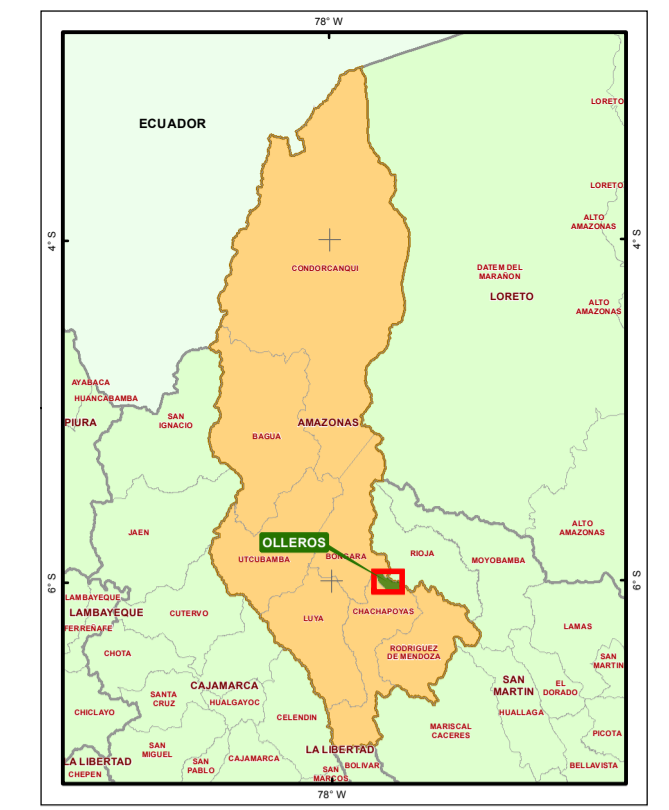 78° W
LORETO
ECUADOR
LORETO
ALTO
AMAZONAS
4° S
4° S
CONDORCANQUI
DATEM DEL
MARAÑON
LORETO
ALTO
AMAZONAS
AYABACA
HUANCABAMBA
SAN
IGNACIO
PIURA
AMAZONAS
BAGUA
JAEN
ALTO
AMAZONAS
OLLEROS
UTCUBAMBA
BONGARA
RIOJA
MOYOBAMBA
6° S
6° S
LAMBAYEQUE
LAMBAYEQUE
FERREÑAFE
CUTERVO
LUYA
CHACHAPOYAS
LAMAS
CHOTA
RODRIGUEZ
DE MENDOZA
SAN
MARTIN
CAJAMARCA
SANTA
CRUZ
HUALGAYOC
SAN
MARTIN
EL
DORADO
CHICLAYO
CELENDIN
HUALLAGA
MARISCAL
CACERES
PICOTA
SAN
MIGUEL
LA LIBERTAD
LA LIBERTAD
CHEPEN
SAN
PABLO
CAJAMARCA
SAN
MARCOS
BOLIVAR
BELLAVISTA
78° W